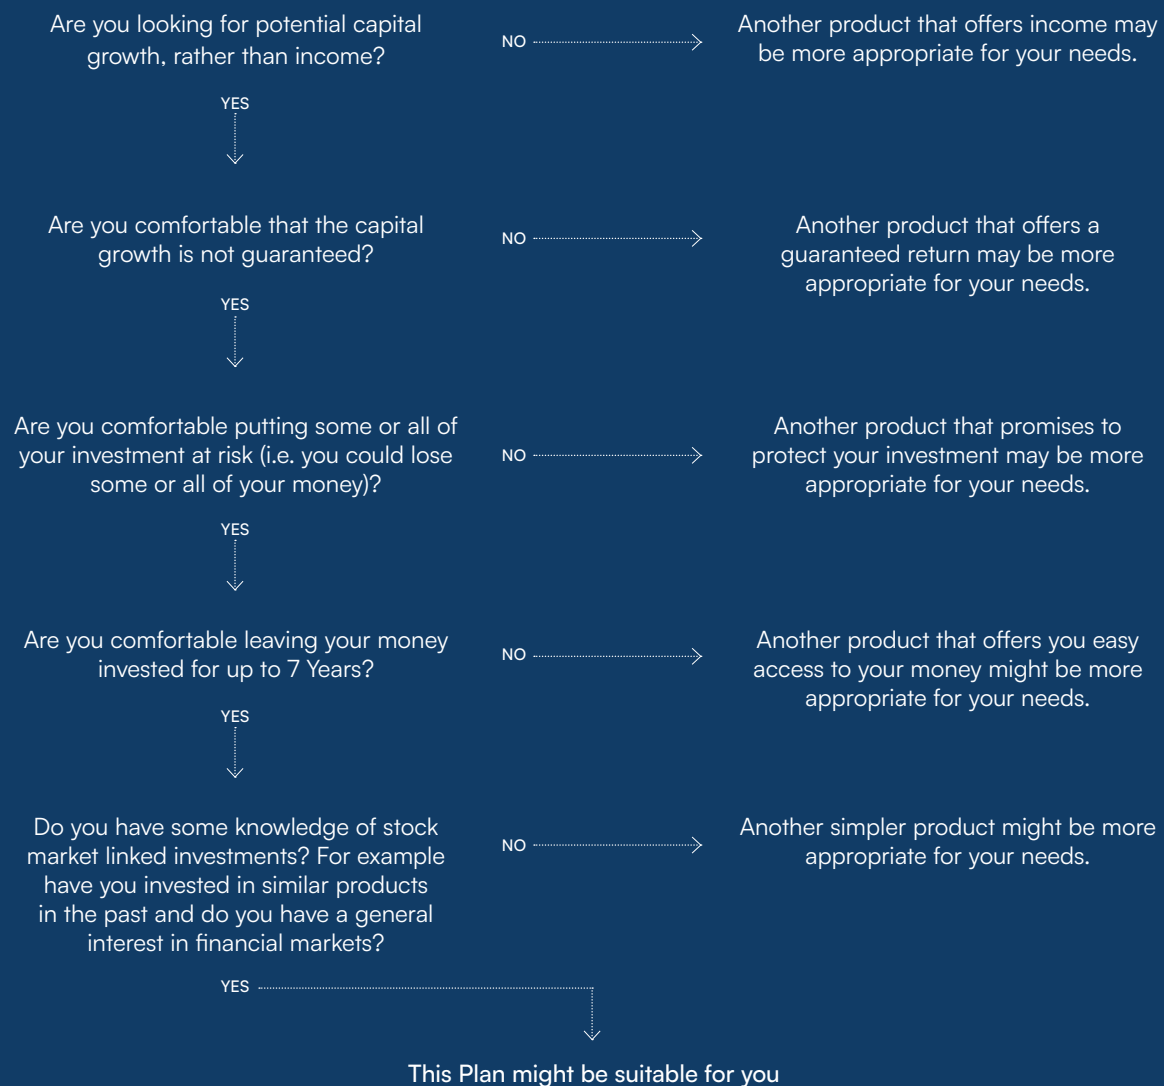 Are you looking for potential capital
growth, rather than income?
NO
Another product that offers income may
be more appropriate for your needs.
YES
Are you comfortable that the capital
growth is not guaranteed?
NO
Another product that offers a
guaranteed return may be more
appropriate for your needs.
YES
Are you comfortable putting some or all of
your investment at risk (i.e. you could lose
some or all of your money)?
NO
Another product that promises to
protect your investment may be more
appropriate for your needs.
YES
Are you comfortable leaving your money
invested for up to 7 Years?
NO
Another product that offers you easy
access to your money might be more
appropriate for your needs.
YES
Do you have some knowledge of stock
market linked investments? For example
have you invested in similar products
in the past and do you have a general
interest in financial markets?
NO
Another simpler product might be more
appropriate for your needs.
YES
This Plan might be suitable for you